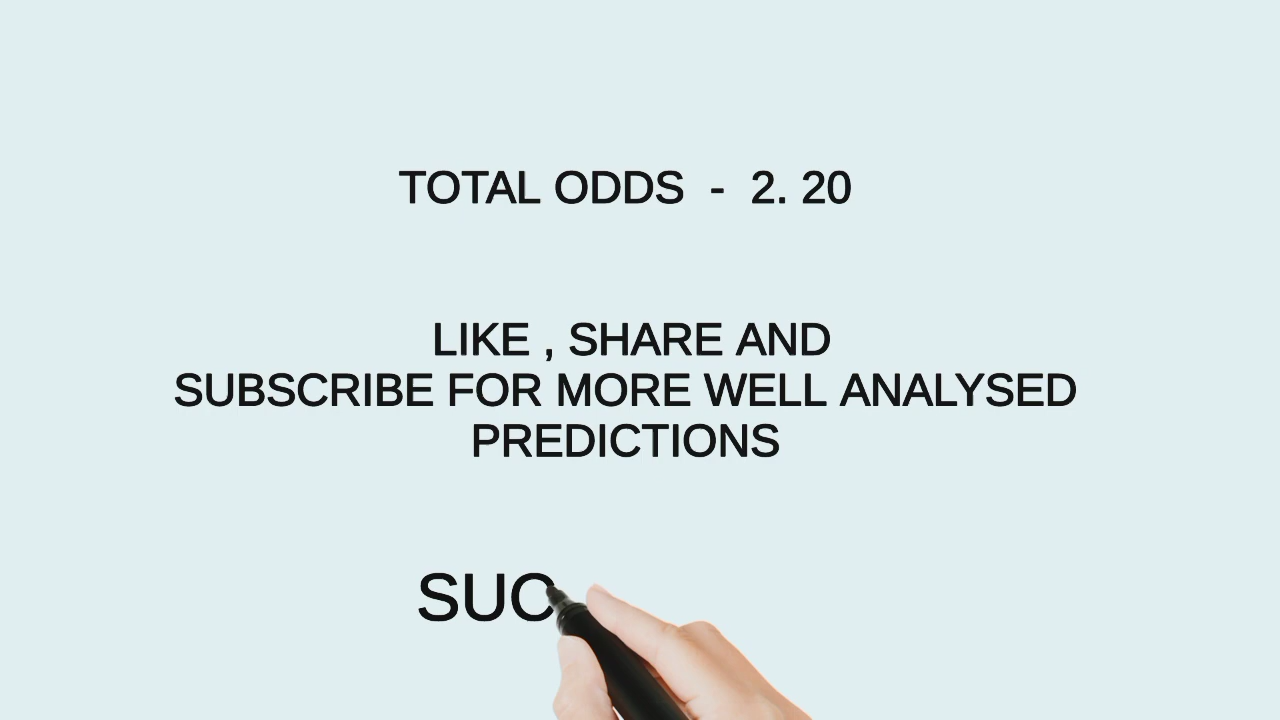 TOTAL ODDS - 2. 20
LIKE , SHARE AND
SUBSCRIBE FOR MORE WELL ANALYSED
PREDICTIONS
SUC